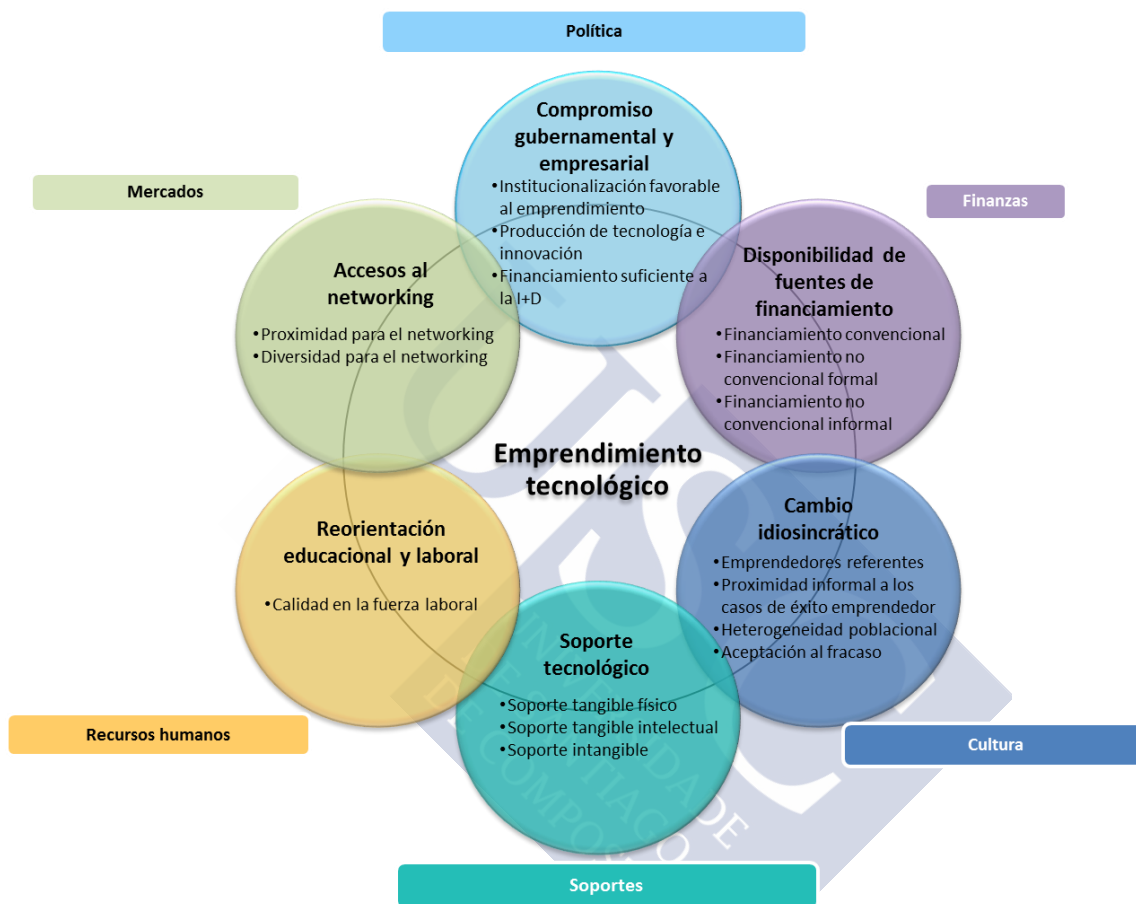 Política
Compromiso
gubernamental y
empresarial
•Institucionalización favorable
al emprendimiento
•Producción de tecnología e
innovación
•Financiamiento suficiente a
la I+D
Mercados
Accesos al
networking
•Proximidad para el networking
•Diversidad para el networking
Finanzas
Disponibilidad de
fuentes de
financiamiento
•Financiamiento convencional
•Financiamiento no
convencional formal
•Financiamiento no
convencional informal
Emprendimiento
tecnológico
Reorientación
educacional y laboral
•Calidad en la fuerza laboral
Recursos humanos
Cambio
idiosincrático
•Emprendedores referentes
•Proximidad informal a los
casos de éxito emprendedor
•Heterogeneidad poblacional
•Aceptación al fracaso
Cultura
Soporte
tecnológico
•Soporte tangible físico
•Soporte tangible intelectual
•Soporte intangible
Soportes
USC